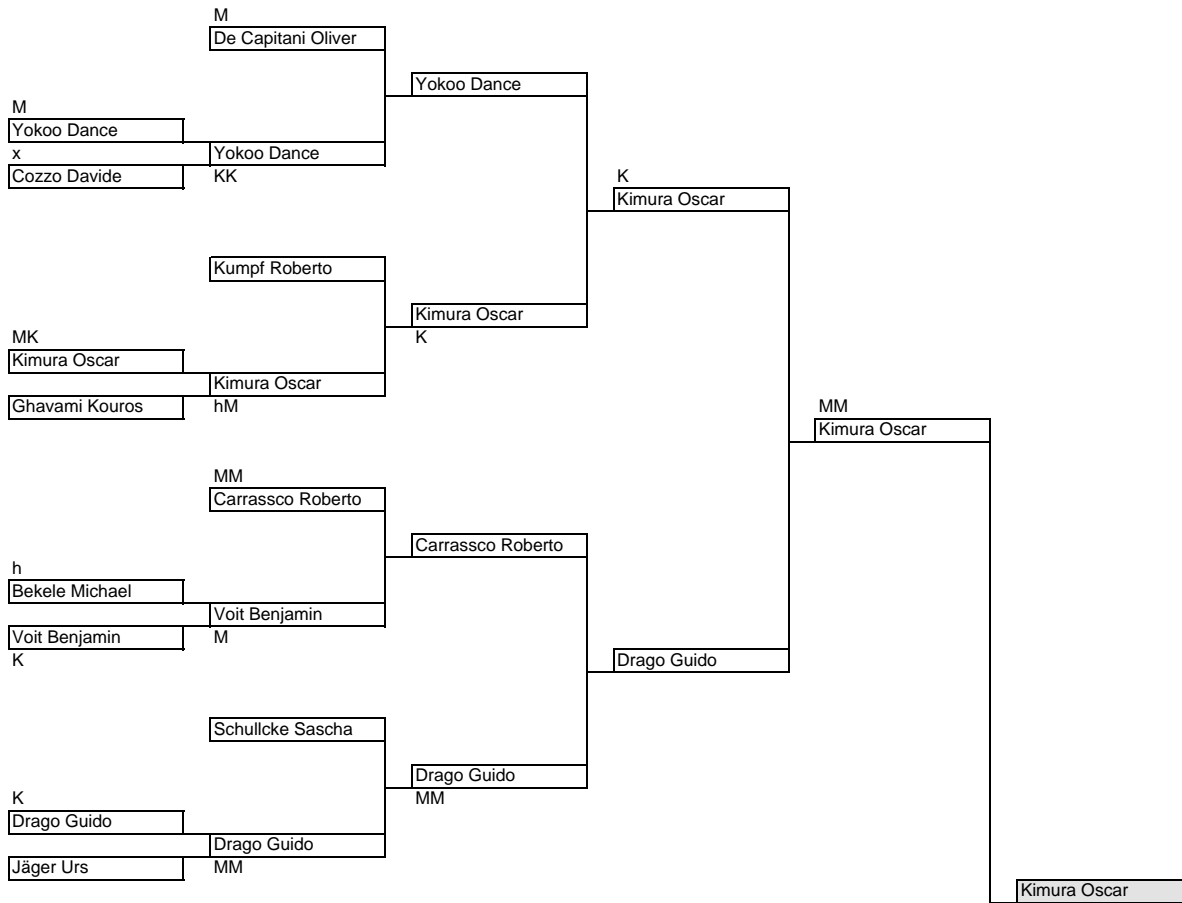 M
De Capitani Oliver
Yokoo Dance
M
Yokoo Dance
x
Yokoo Dance
Cozzo Davide
KK
K
Kimura Oscar
Kumpf Roberto
Kimura Oscar
MK
K
Kimura Oscar
Kimura Oscar
Ghavami Kouros
hM
MM
Kimura Oscar
MM
Carrassco Roberto
Carrassco Roberto
h
Bekele Michael
Voit Benjamin
Voit Benjamin
M
K
Drago Guido
Schullcke Sascha
Drago Guido
K
MM
Drago Guido
Drago Guido
Jäger Urs
MM
Kimura Oscar